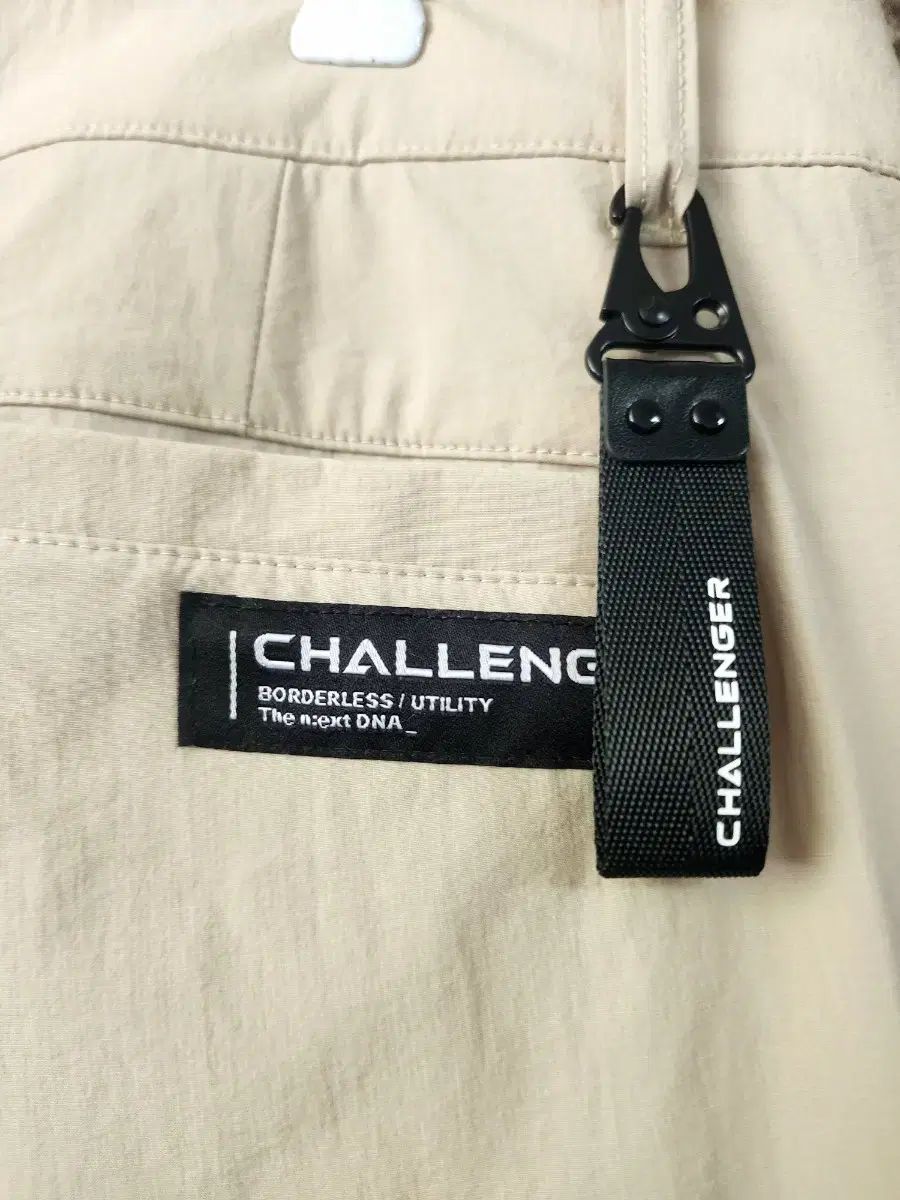 CHALLENG
BORDERLESS / UTILITY
The n:ext DNA_
CHALLENGER